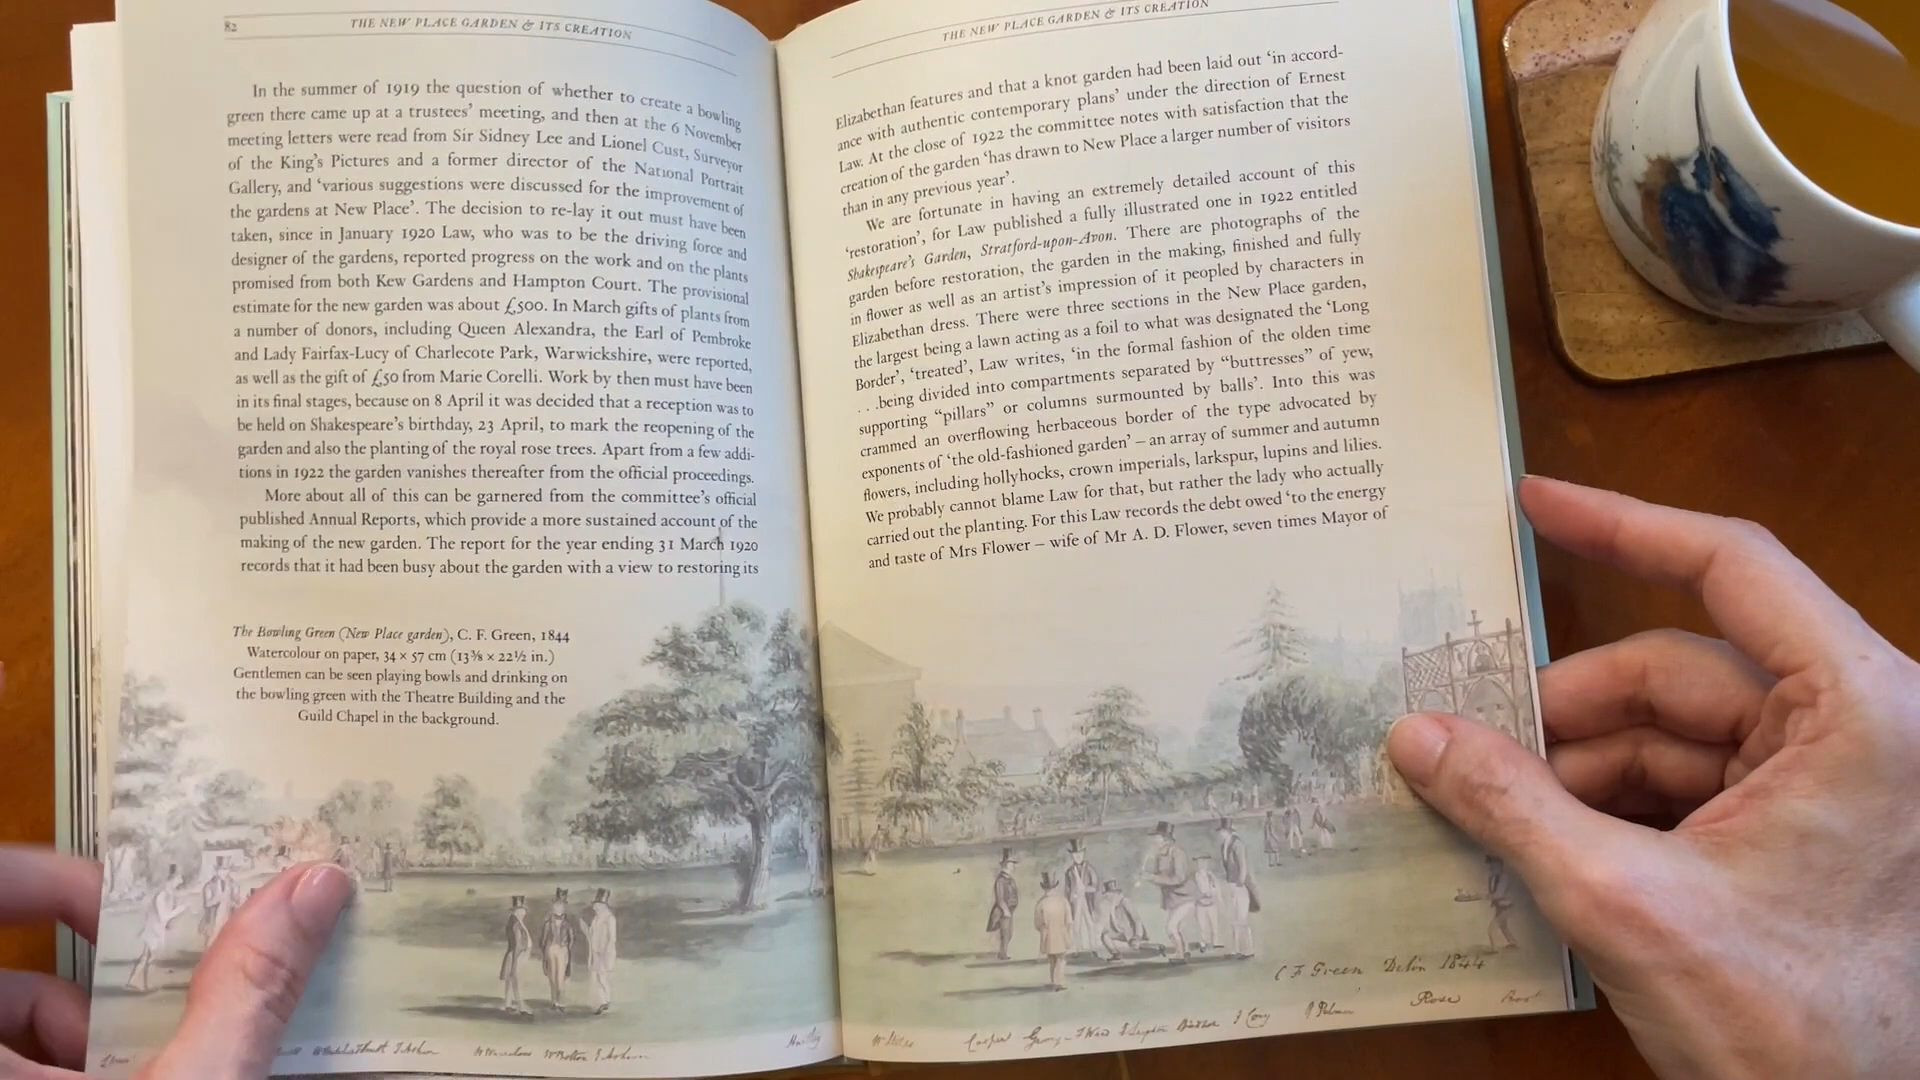 82
THE NEW PLACE GARDEN & ITS CREATION
In the summer of 1919 the question of whether to create a bowling
green there came up at a trustees’ meeting, and then at the 6 November
meeting letters were read from Sir Sidney Lee and Lionel Cust, Surveyor
of the King’s Pictures and a former director of the National Portrait
Gallery, and ‘various suggestions were discussed for the improvement of
the gardens at New Place’. The decision to re-lay it out must have been
taken, since in January 1920 Law, who was to be the driving force and
designer of the gardens, reported progress on the work and on the plants
promised from both Kew Gardens and Hampton Court. The provisional
estimate for the new garden was about £500. In March gifts of plants from
a number of donors, including Queen Alexandra, the Earl of Pembroke
and Lady Fairfax-Lucy of Charlecote Park, Warwickshire, were reported,
as well as the gift of £50 from Marie Corelli. Work by then must have been
in its final stages, because on 8 April it was decided that a reception was to
be held on Shakespeare’s birthday, 23 April, to mark the reopening of the
garden and also the planting of the royal rose trees. Apart from a few addi-
tions in 1922 the garden vanishes thereafter from the official proceedings.
More about all of this can be garnered from the committee’s official
published Annual Reports, which provide a more sustained account of the
making of the new garden. The report for the year ending 31 March 1920
records that it had been busy about the garden with a view to restoring its
The Bowling Green (New Place garden), C. F. Green, 1844
Watercolour on paper, 34 × 57 cm (13⅜ × 22½ in.)
Gentlemen can be seen playing bowls and drinking on
the bowling green with the Theatre Building and the
Guild Chapel in the background.
THE NEW PLACE GARDEN & ITS CREATION
Elizabethan features and that a knot garden had been laid out ‘in accord-
ance with authentic contemporary plans’ under the direction of Ernest
Law. At the close of 1922 the committee notes with satisfaction that the
creation of the garden ‘has drawn to New Place a larger number of visitors
than in any previous year’.
We are fortunate in having an extremely detailed account of this
‘restoration’, for Law published a fully illustrated one in 1922 entitled
Shakespeare’s Garden, Stratford-upon-Avon. There are photographs of the
garden before restoration, the garden in the making, finished and fully
in flower as well as an artist’s impression of it peopled by characters in
Elizabethan dress. There were three sections in the New Place garden,
the largest being a lawn acting as a foil to what was designated the ‘Long
Border’, ‘treated’, Law writes, ‘in the formal fashion of the olden time
. . .being divided into compartments separated by “buttresses” of yew,
supporting “pillars” or columns surmounted by balls’. Into this was
crammed an overflowing herbaceous border of the type advocated by
exponents of ‘the old-fashioned garden’ – an array of summer and autumn
flowers, including hollyhocks, crown imperials, larkspur, lupins and lilies.
We probably cannot blame Law for that, but rather the lady who actually
carried out the planting. For this Law records the debt owed ‘to the energy
and taste of Mrs Flower – wife of Mr A. D. Flower, seven times Mayor of
C F Green Delin 1844